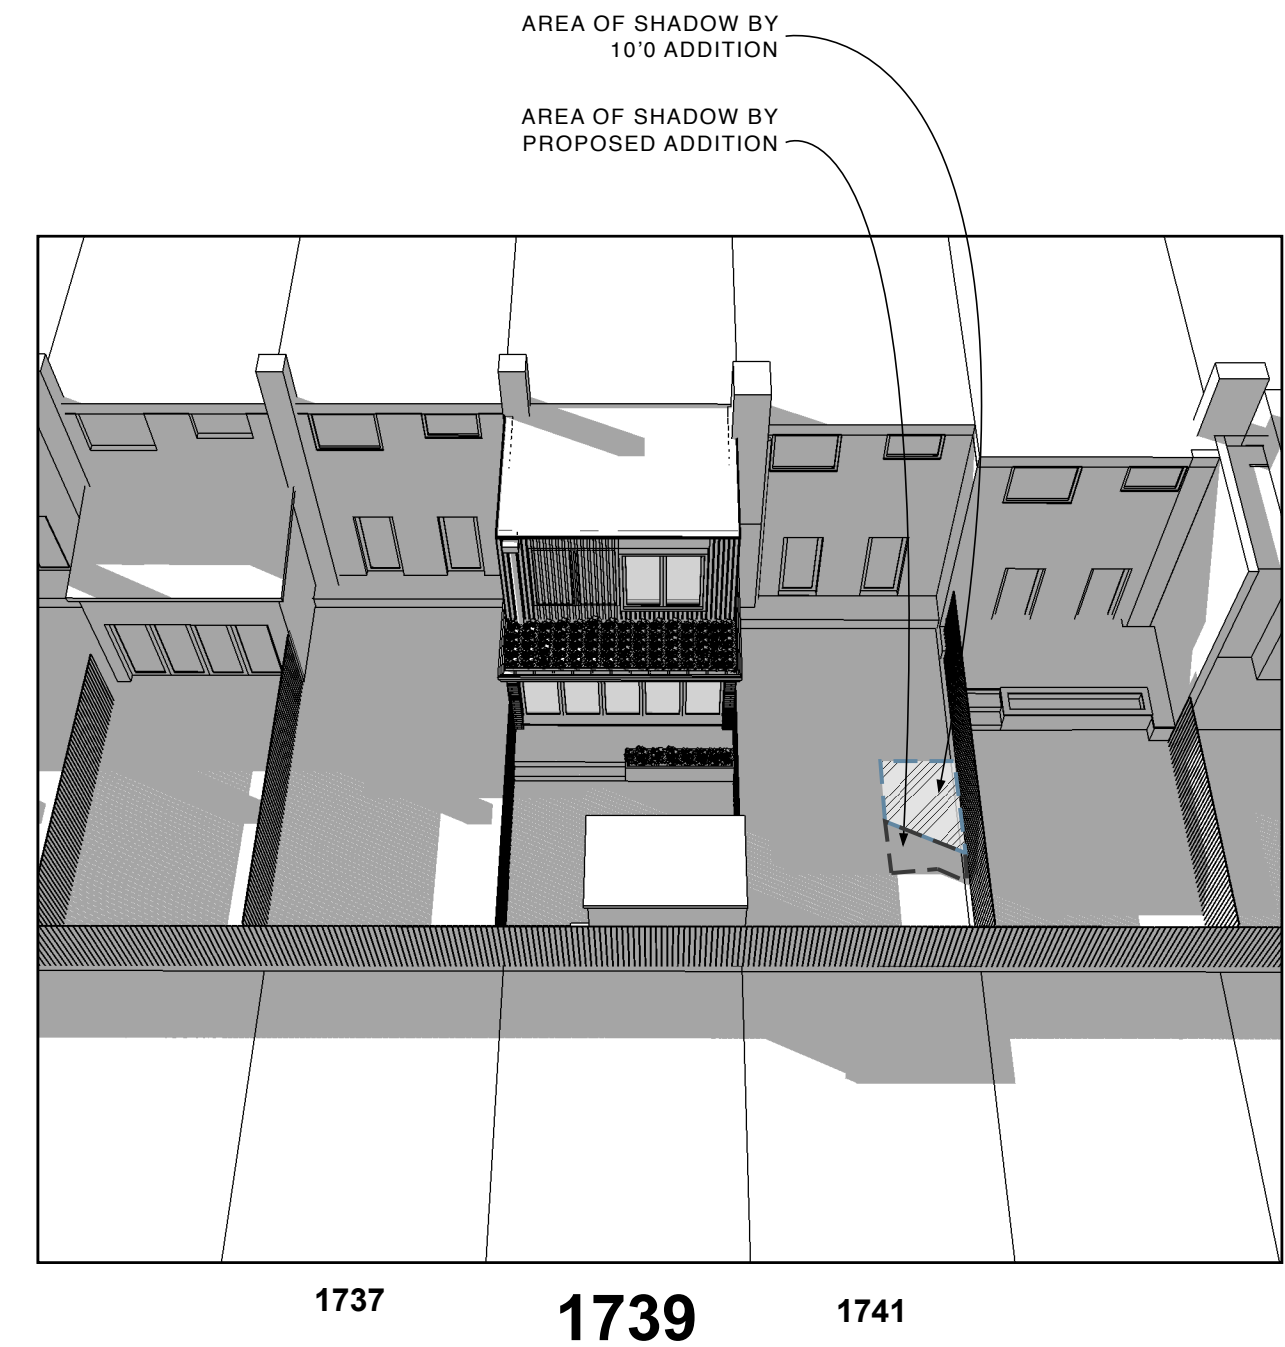 AREA OF SHADOW BY
10’0 ADDITION
AREA OF SHADOW BY
PROPOSED ADDITION
1737
1739
1741